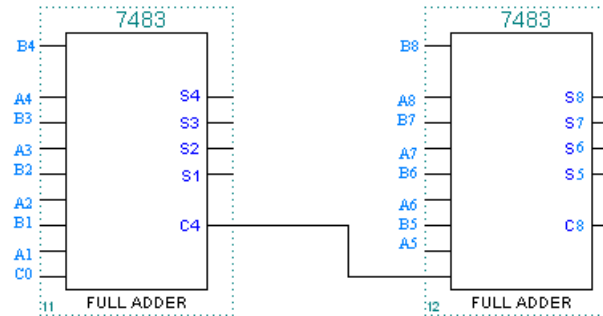 7483
B4
A4
B3
A3
B2
A2
B1
A1
C0
S4
S3
S2
S1
C4
11
FULL ADDER
7483
B8
A8
B7
A7
B6
A6
B5
A5
S8
S7
S6
S5
C8
12
FULL ADDER